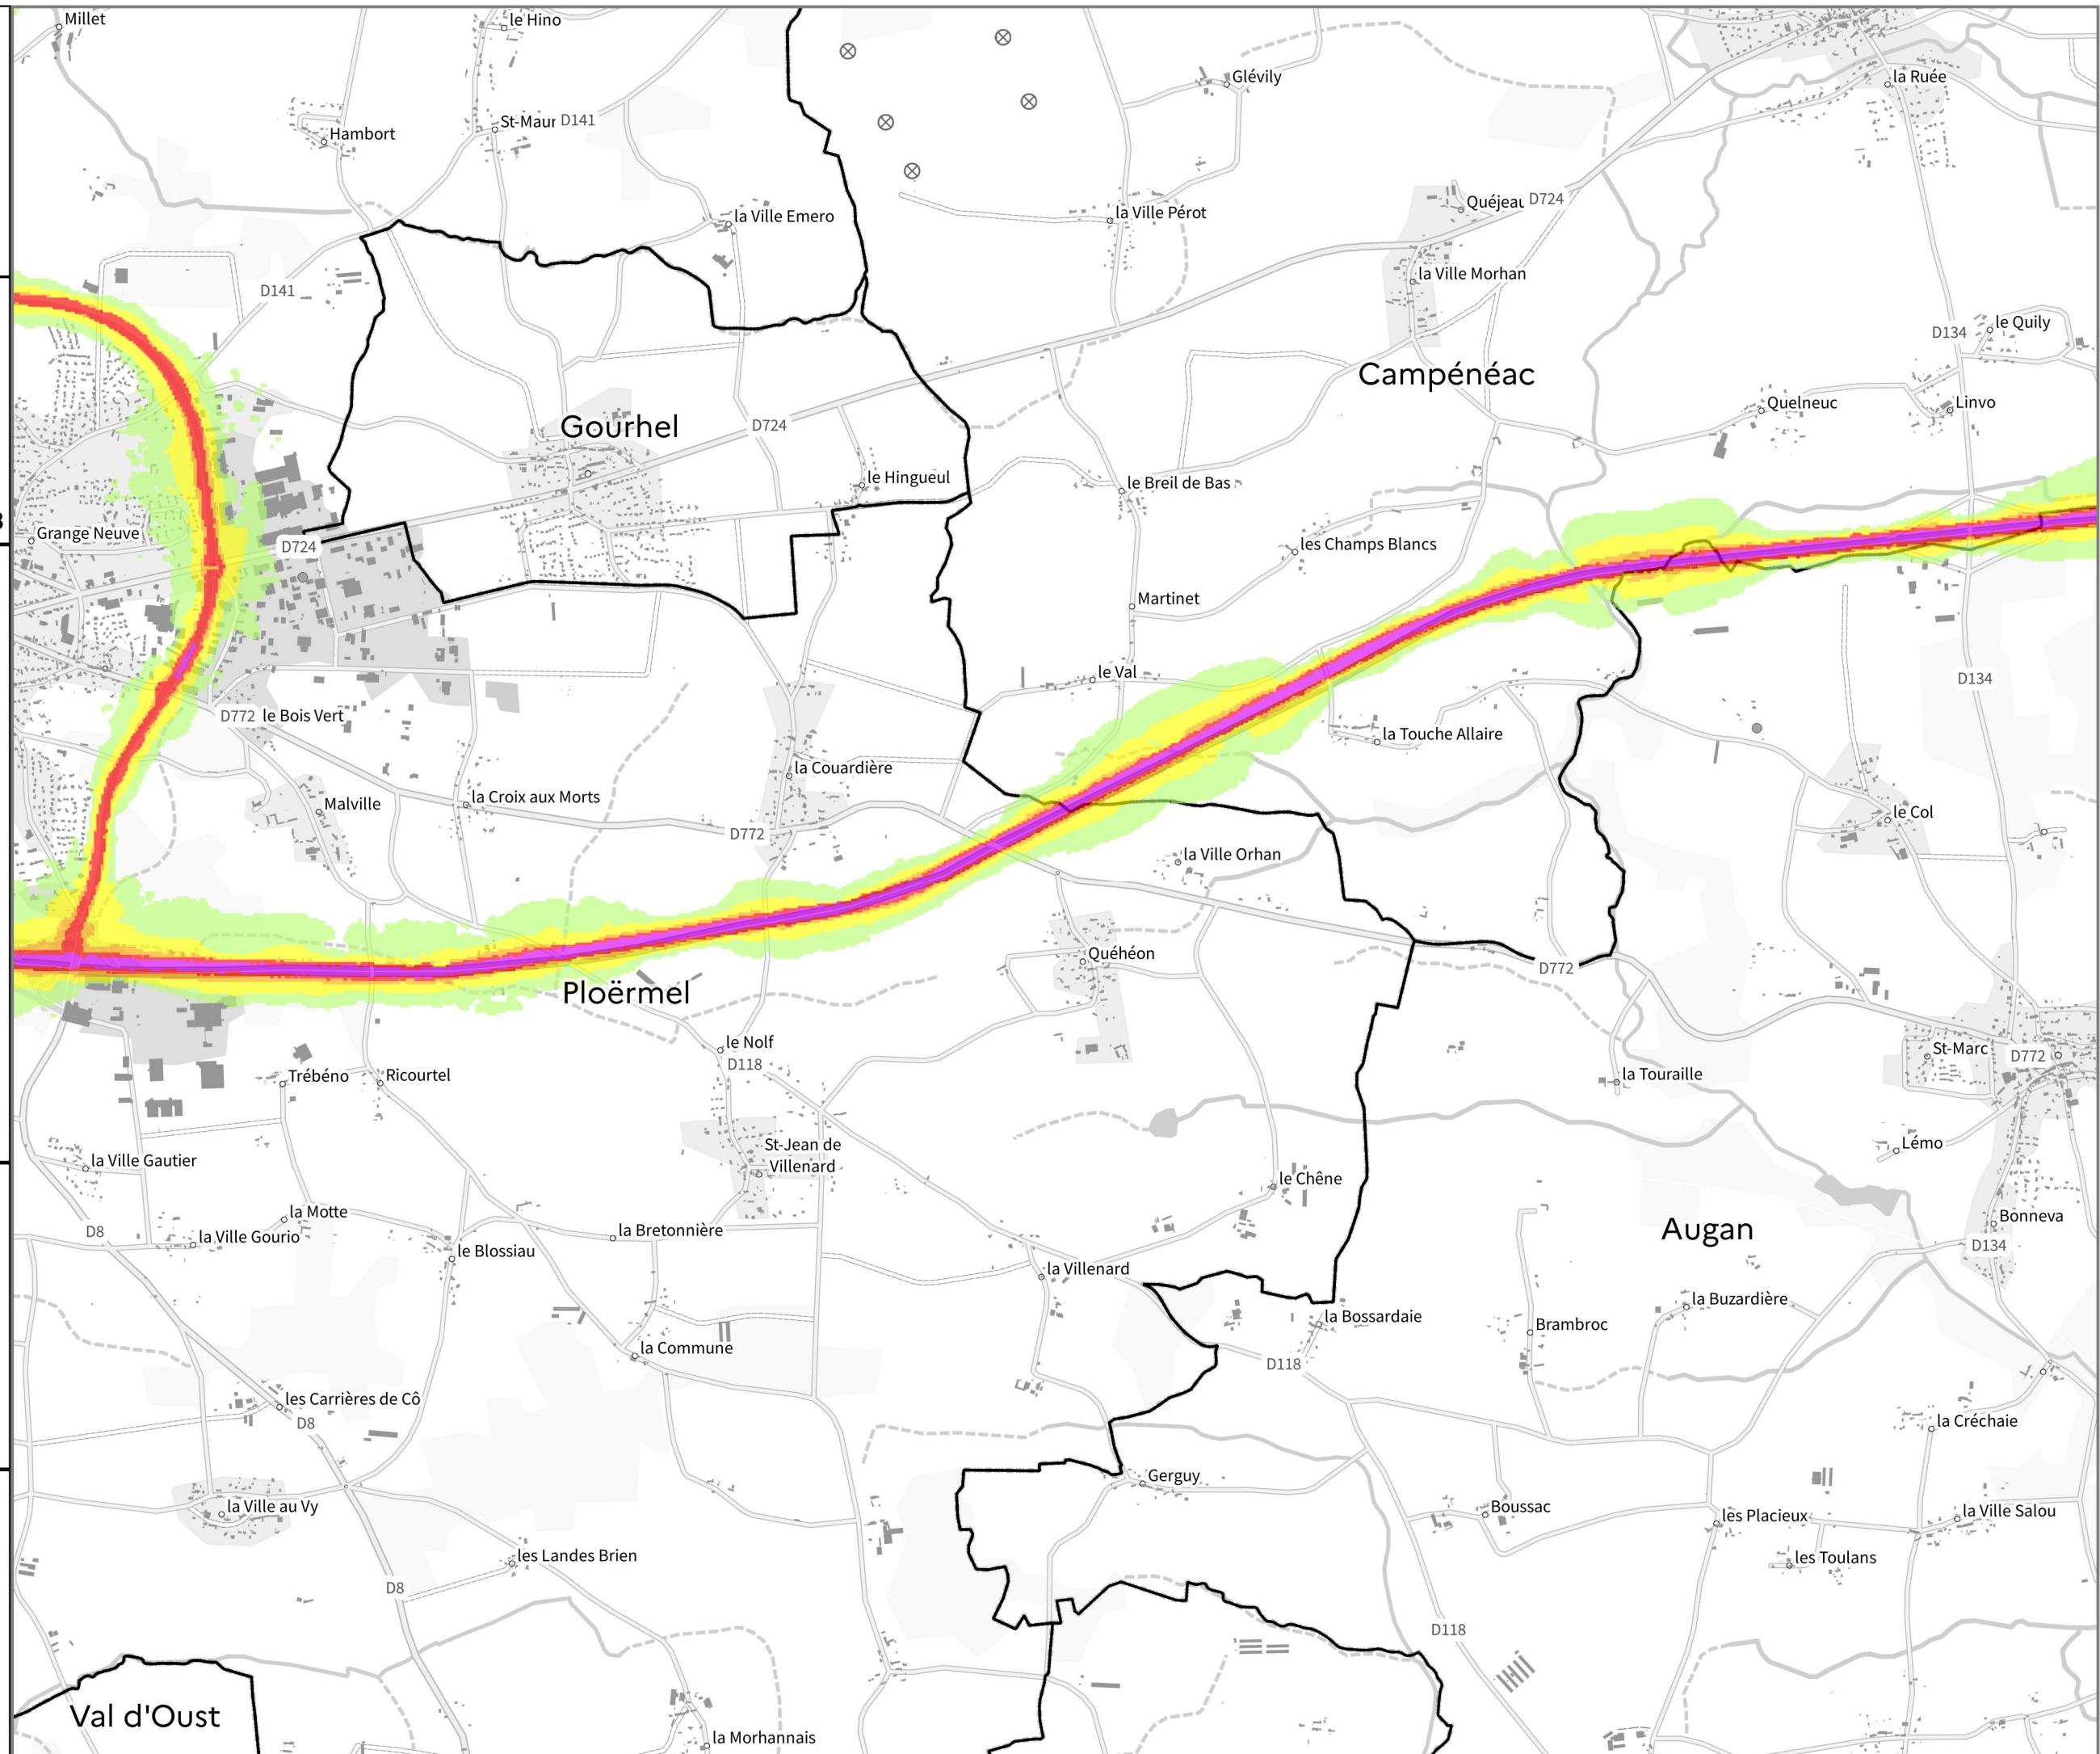 Millet
le Hino
la Ruée
Glévily
St-Maur
D141
Hambort
Quéjeau
D724
la Ville Emero
la Ville Pérot
la Ville Morhan
D141
le Quily
D134
Campénéac
Quelneuc
Linvo
Gourhel
D724
le Hingueul
le Breil de Bas
Grange Neuve
D724
les Champs Blancs
Martinet
le Val
D134
D772
le Bois Vert
la Touche Allaire
la Couardière
Malville
la Croix aux Morts
D772
le Col
la Ville Orhan
Quéhéon
D772
Ploërmel
le Nolf
D118
St-Marc
D772
Trébéno
Ricourtel
la Touraille
St-Jean de
Villenard
Lémo
la Ville Gautier
le Chêne
la Motte
Bonneva
D8
la Ville Gourio
la Bretonnière
Augan
D134
le Blossiau
la Villenard
la Buzardière
la Bossardaie
Brambroc
la Commune
D118
les Carrières de Cô
D8
la Créchaie
Gerguy
la Ville au Vy
Boussac
les Placieux
la Ville Salou
les Landes Brien
les Toulans
D8
D118
Val d'Oust
la Morhannais